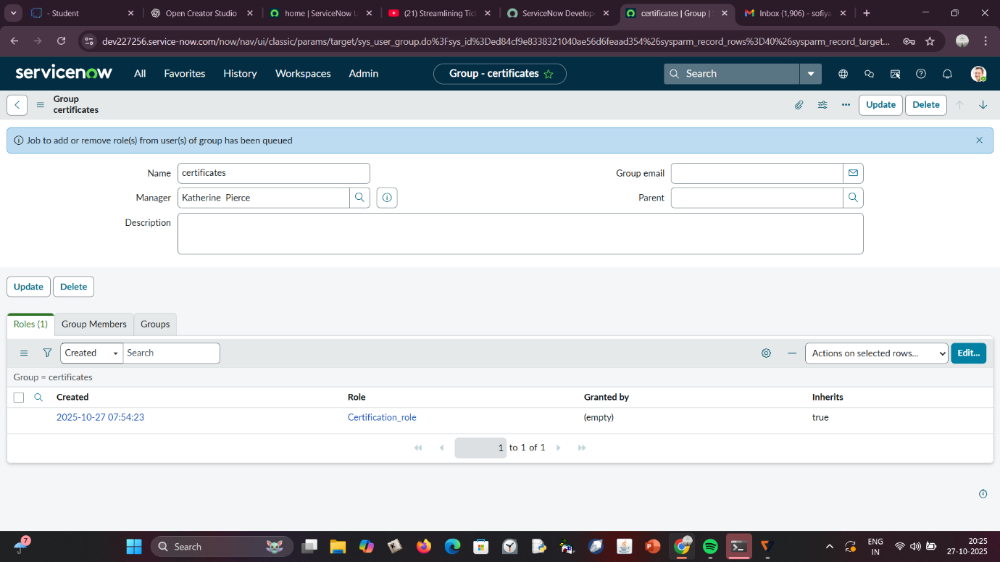 - Student
Open Creator Studio
home | ServiceNow U
(21) Streamlining Tic
ServiceNow Develop
certificates | Group |
Inbox (1,906) - sofiya
dev227256.service-now.com/now/nav/ui/classic/params/target/sys_user_group.do%3Fsys_id%3Ded84cf9e8338321040ae56d6feaad354%26sysparm_record_rows%3D40%26sysparm_record_target...
servicenow
All
Favorites
History
Workspaces
Admin
Group - certificates
Search
Group
certificates
Update
Delete
Job to add or remove role(s) from user(s) of group has been queued
Name
certificates
Group email
Manager
Katherine Pierce
Parent
Description
Update
Delete
Roles (1)
Group Members
Groups
Created
Search
Actions on selected rows...
Edit...
Group = certificates
Created
Role
Granted by
Inherits
2025-10-27 07:54:23
Certification_role
(empty)
true
1 to 1 of 1
7
Search
ENG
IN
20:25
27-10-2025